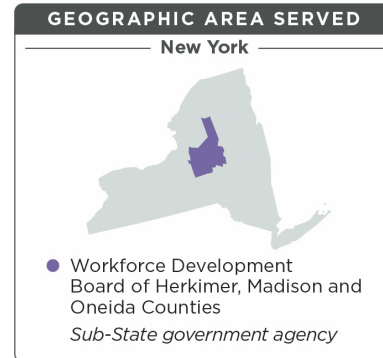 GEOGRAPHIC AREA SERVED
New York
Workforce Development
Board of Herkimer, Madison and
Oneida Counties
Sub-State government agency